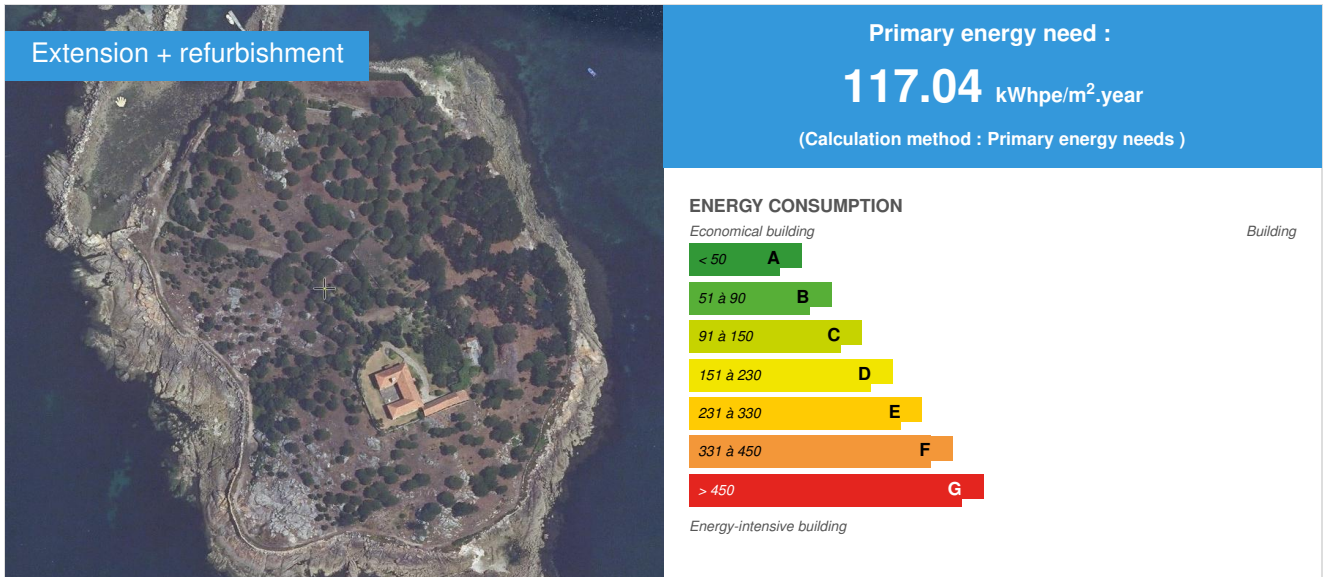 Extension + refurbishment
Primary energy need :
117.04 kWhpe/m².year
(Calculation method : Primary energy needs )
ENERGY CONSUMPTION
Economical building
Building
< 50 A
51 à 90 B
91 à 150 C
151 à 230 D
231 à 330 E
331 à 450 F
> 450 G
Energy-intensive building